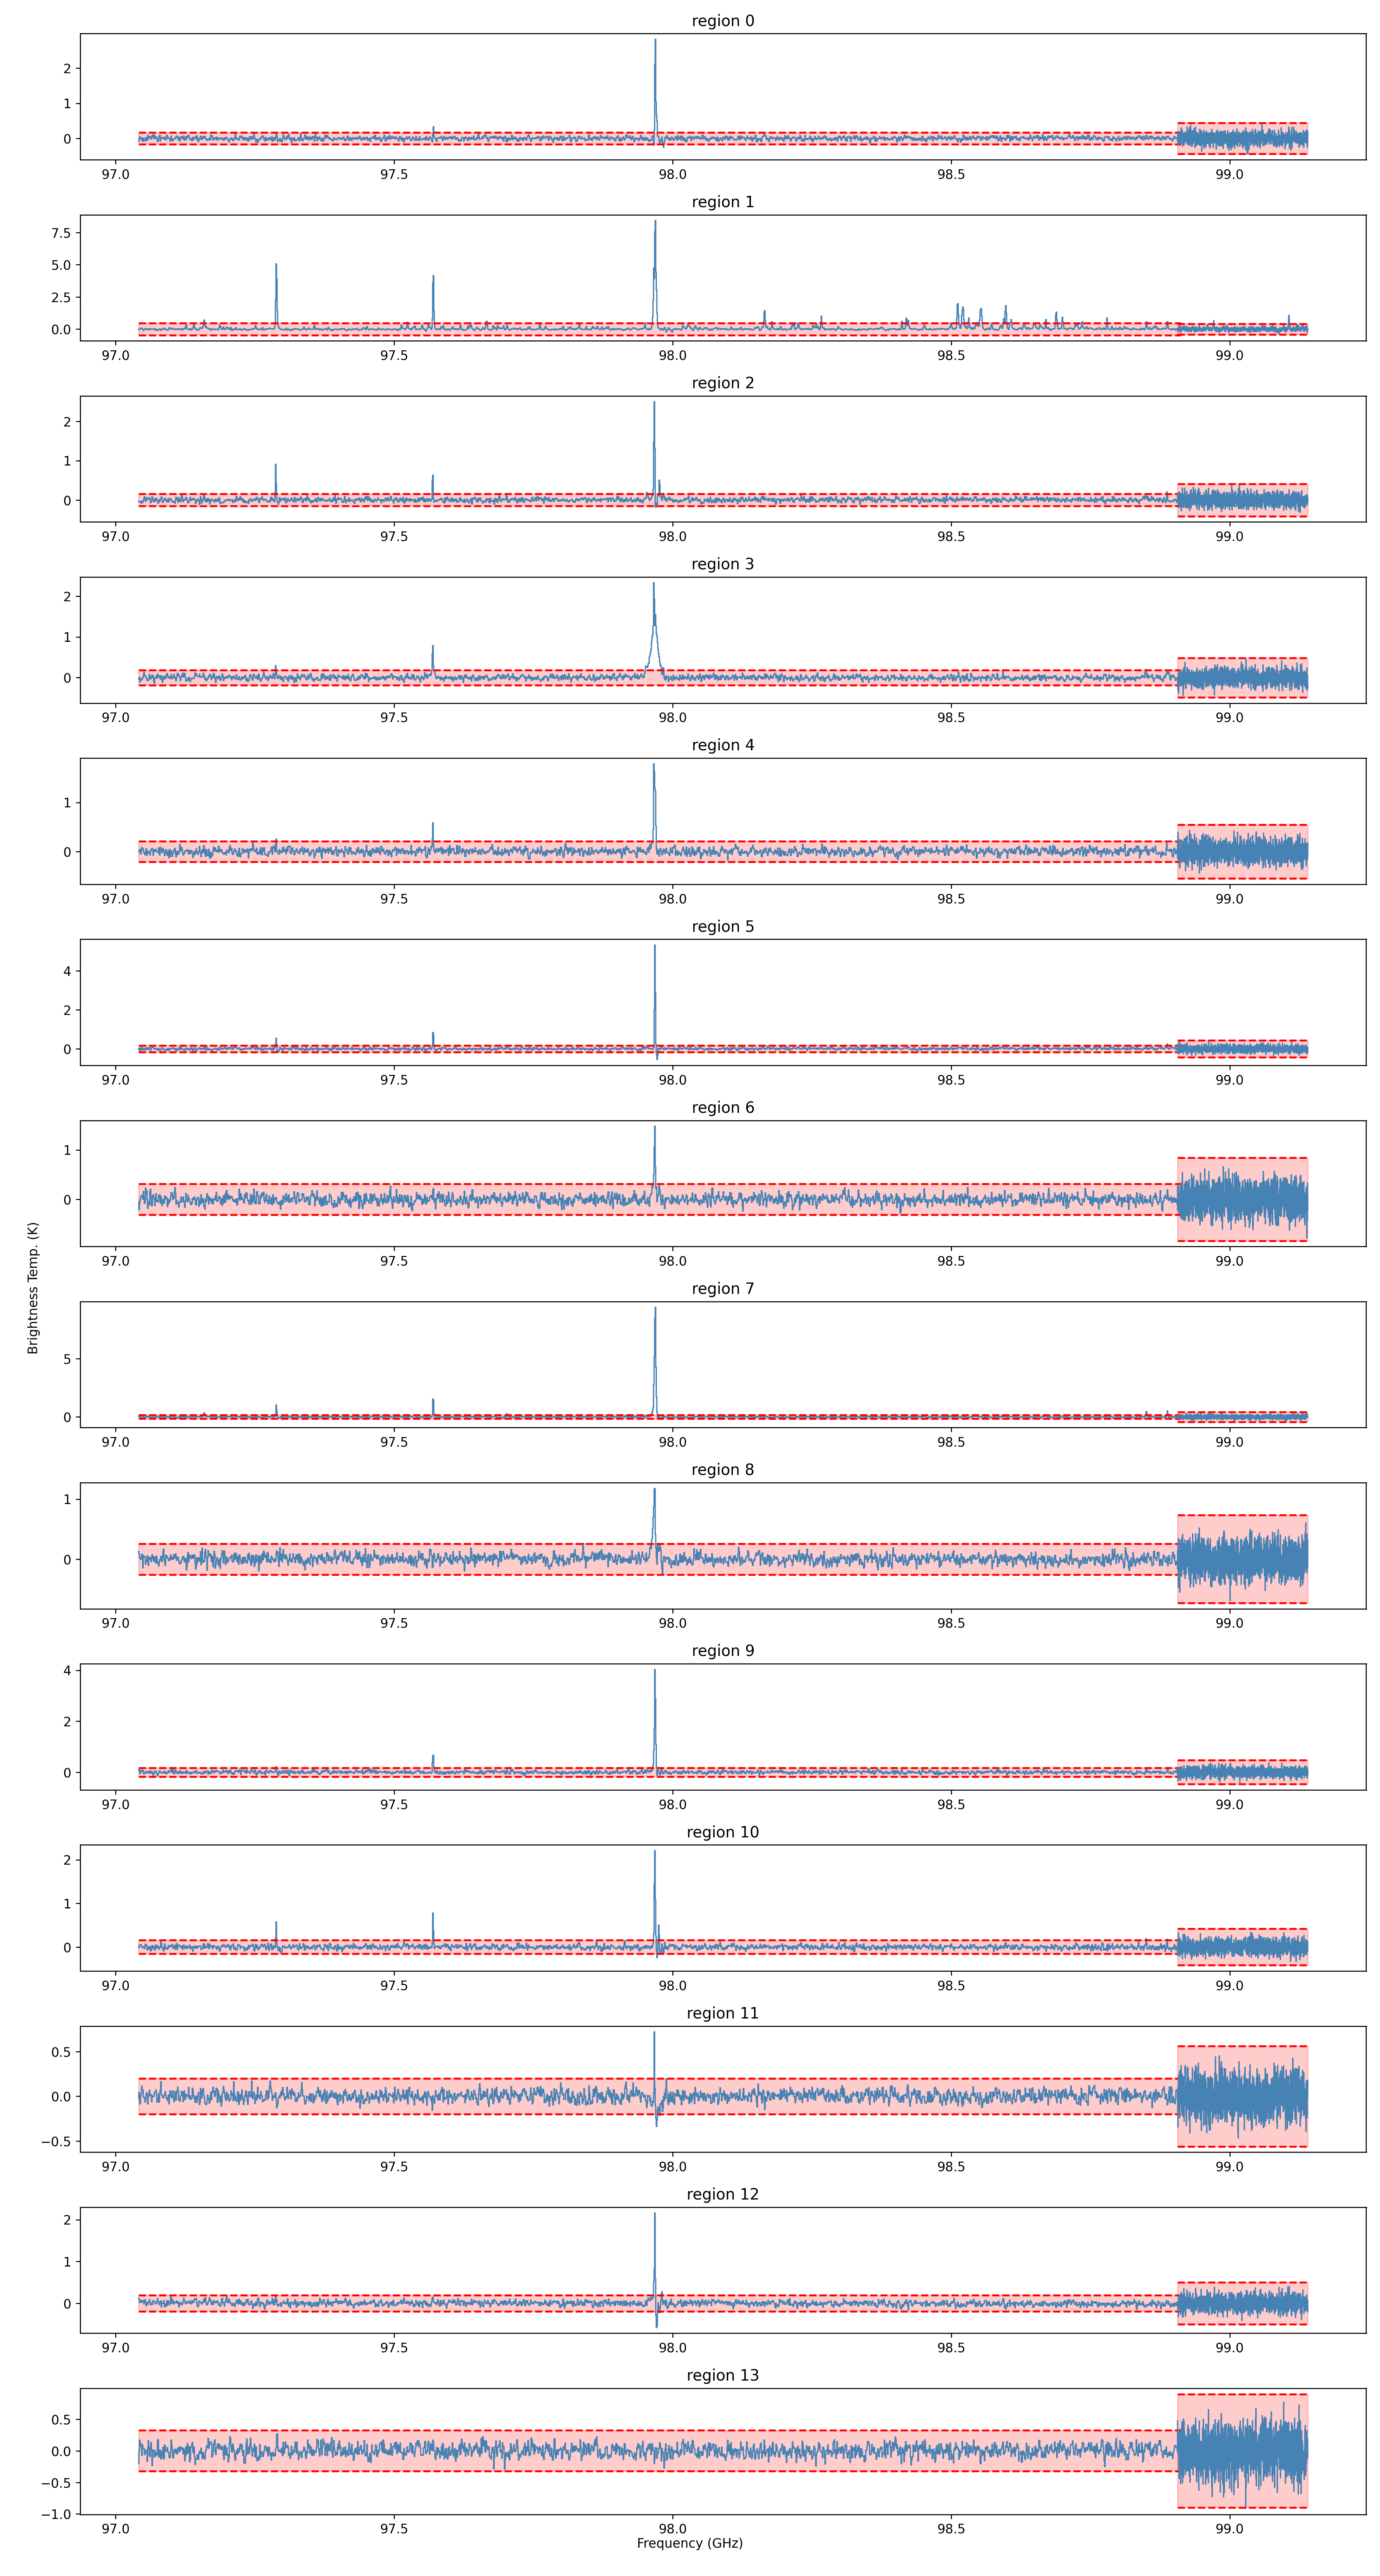 region 0
2
1
0
97.0 97.5 98.0 98.5 99.0
region 1
7.5
5.0
2.5
0.0
97.0 97.5 98.0 98.5 99.0
region 2
2
1
0
97.0 97.5 98.0 98.5 99.0
region 3
2
1
0
97.0 97.5 98.0 98.5 99.0
region 4
1
0
97.0 97.5 98.0 98.5 99.0
region 5
4
2
0
97.0 97.5 98.0 98.5 99.0
region 6
1
0
97.0 97.5 98.0 98.5 99.0
Brightness Temp. (K)
region 7
5
0
97.0 97.5 98.0 98.5 99.0
region 8
1
0
97.0 97.5 98.0 98.5 99.0
region 9
4
2
0
97.0 97.5 98.0 98.5 99.0
region 10
2
1
0
97.0 97.5 98.0 98.5 99.0
region 11
0.5
0.0
−0.5
97.0 97.5 98.0 98.5 99.0
region 12
2
1
0
97.0 97.5 98.0 98.5 99.0
region 13
0.5
0.0
−0.5
−1.0
97.0 97.5 98.0 98.5 99.0
Frequency (GHz)